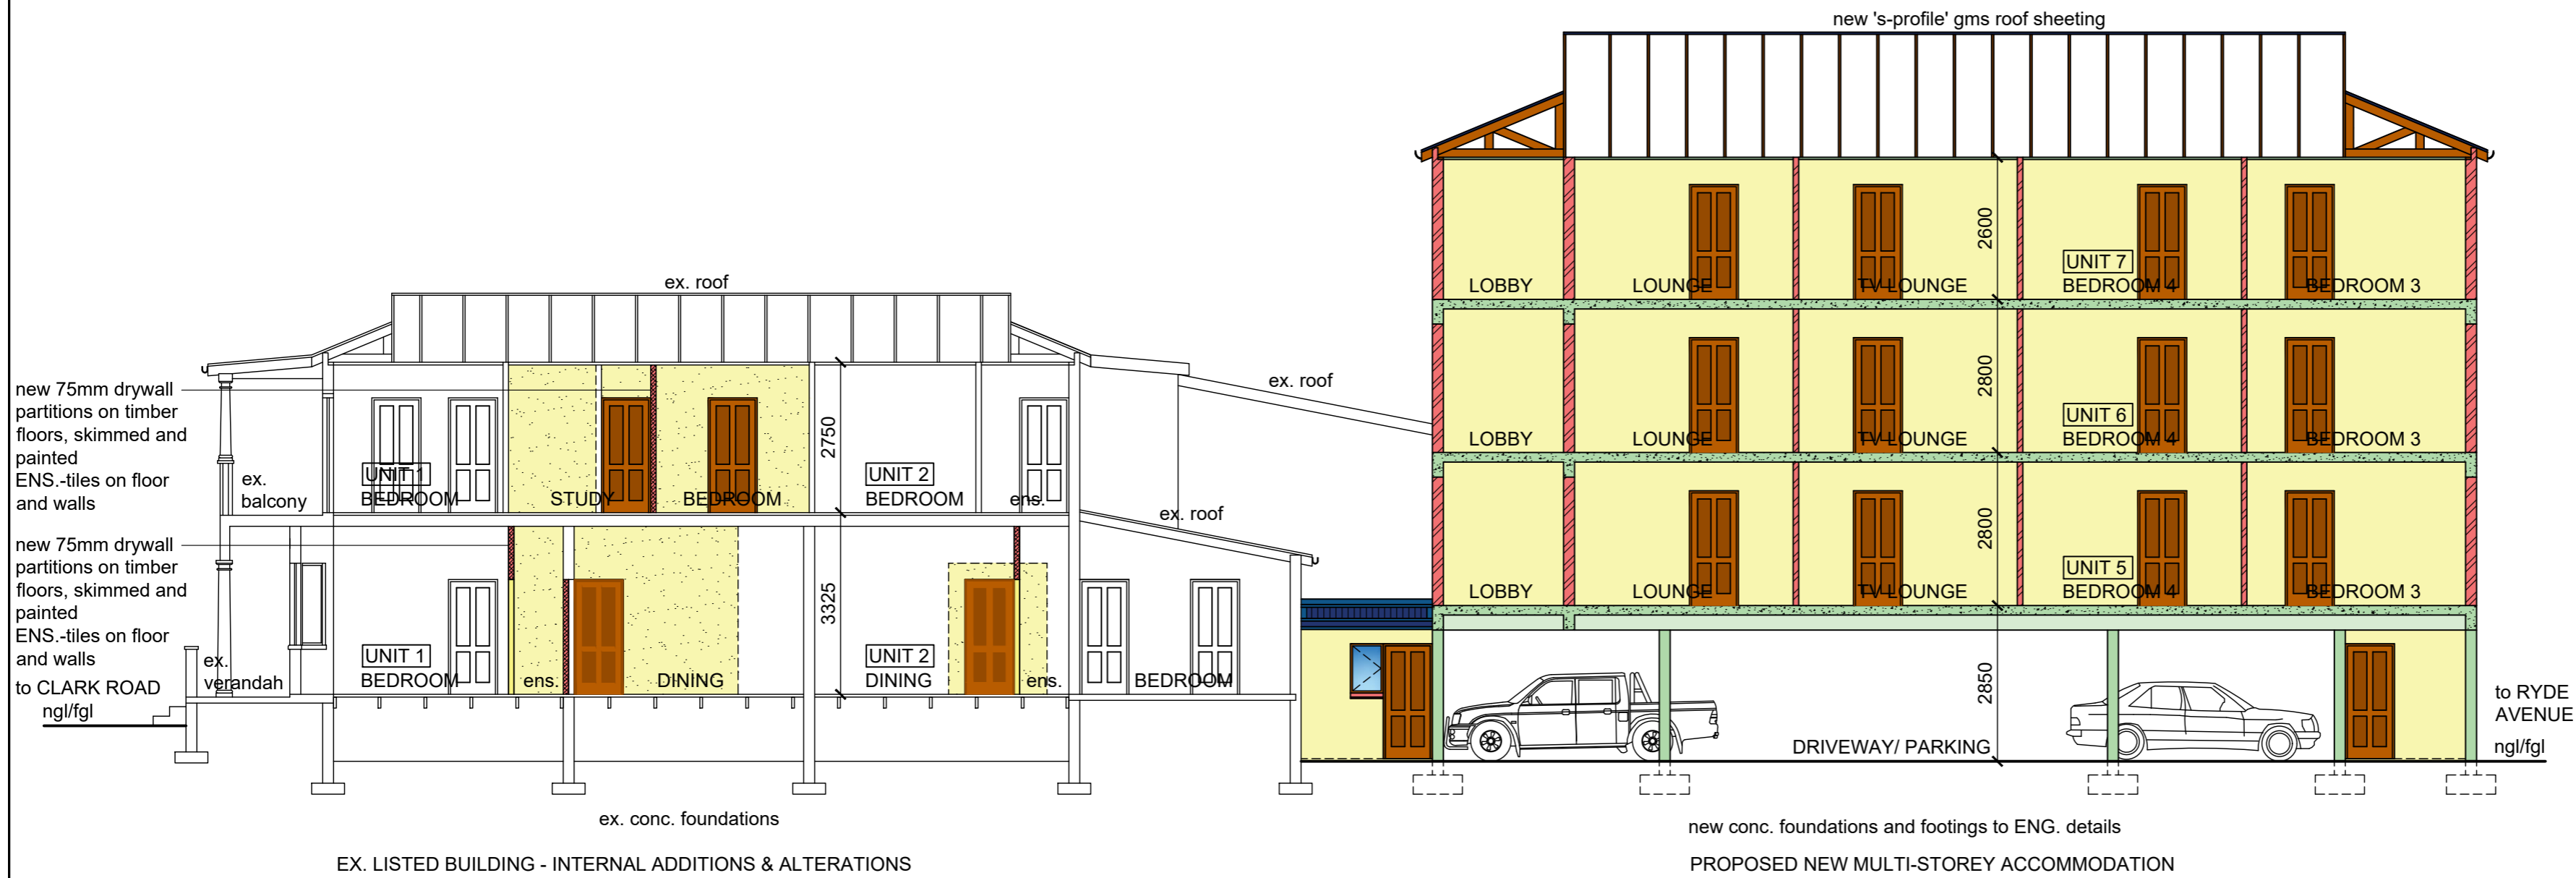 new 's-profile' gms roof sheeting
ex. roof
new 75mm drywall
partitions on timber
floors, skimmed and
painted
ENS.-tiles on floor
and walls
ex.
balcony
UNIT 1
BEDROOM
STUDY
BEDROOM
2750
UNIT 2
BEDROOM
ens.
ex. roof
ex. roof
new 75mm drywall
partitions on timber
floors, skimmed and
painted
ENS.-tiles on floor
and walls
ex.
verandah
UNIT 1
BEDROOM
ens.
DINING
3325
UNIT 2
DINING
ens.
BEDROOM
to CLARK ROAD
ngl/fgl
ex. conc. foundations
EX. LISTED BUILDING - INTERNAL ADDITIONS & ALTERATIONS
LOBBY
LOUNGE
TV LOUNGE
2600
UNIT 7
BEDROOM 4
BEDROOM 3
LOBBY
LOUNGE
TV LOUNGE
2800
UNIT 6
BEDROOM 4
BEDROOM 3
LOBBY
LOUNGE
TV LOUNGE
2800
UNIT 5
BEDROOM 4
BEDROOM 3
2850
DRIVEWAY/ PARKING
to RYDE
AVENUE
ngl/fgl
new conc. foundations and footings to ENG. details
PROPOSED NEW MULTI-STOREY ACCOMMODATION